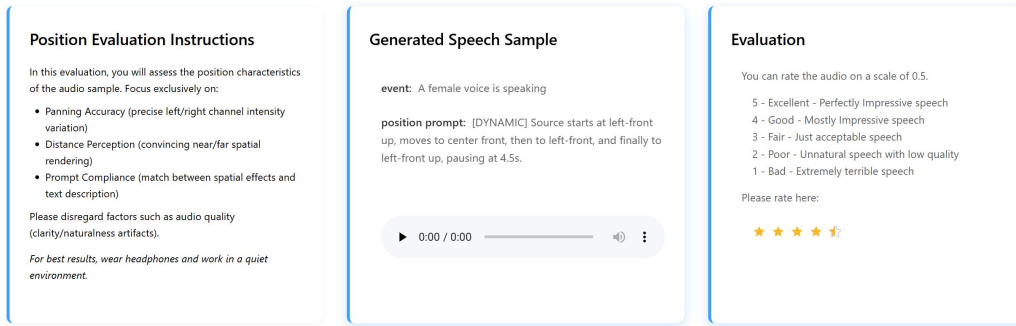 Position Evaluation Instructions
In this evaluation, you will assess the position characteristics
of the audio sample. Focus exclusively on:
• Panning Accuracy (precise left/right channel intensity
variation)
• Distance Perception (convincing near/far spatial
rendering)
• Prompt Compliance (match between spatial effects and
text description)
Please disregard factors such as audio quality
(clarity/naturalness artifacts).
For best results, wear headphones and work in a quiet
environment.
Generated Speech Sample
event: A female voice is speaking
position prompt: [DYNAMIC] Source starts at left-front
up, moves to center front, then to left-front, and finally to
left-front up, pausing at 4.5s.
0:00 / 0:00
Evaluation
You can rate the audio on a scale of 0.5.
5 - Excellent - Perfectly Impressive speech
4 - Good - Mostly Impressive speech
3 - Fair - Just acceptable speech
2 - Poor - Unnatural speech with low quality
1 - Bad - Extremely terrible speech
Please rate here: